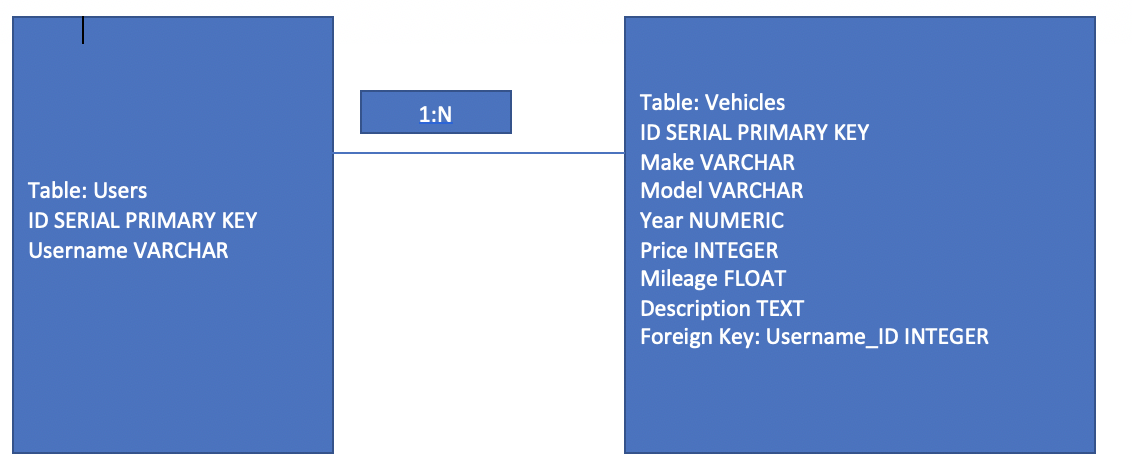 1:N
Table: Users
ID SERIAL PRIMARY KEY
Username VARCHAR
Table: Vehicles
ID SERIAL PRIMARY KEY
Make VARCHAR
Model VARCHAR
Year NUMERIC
Price INTEGER
Mileage FLOAT
Description TEXT
Foreign Key: Username_ID INTEGER